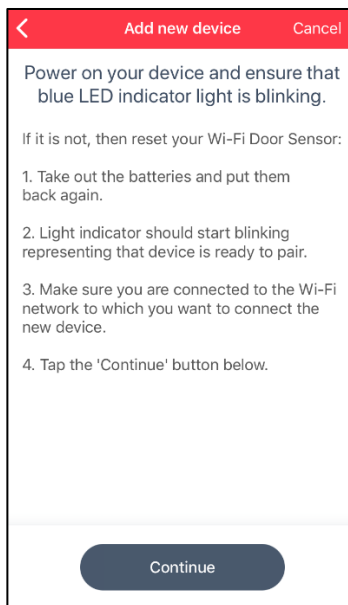 Add new device Cancel
Power on your device and ensure that
blue LED indicator light is blinking.
If it is not, then reset your Wi-Fi Door Sensor:
1. Take out the batteries and put them
back again.
2. Light indicator should start blinking
representing that device is ready to pair.
3. Make sure you are connected to the Wi-Fi
network to which you want to connect the
new device.
4. Tap the 'Continue' button below.
Continue